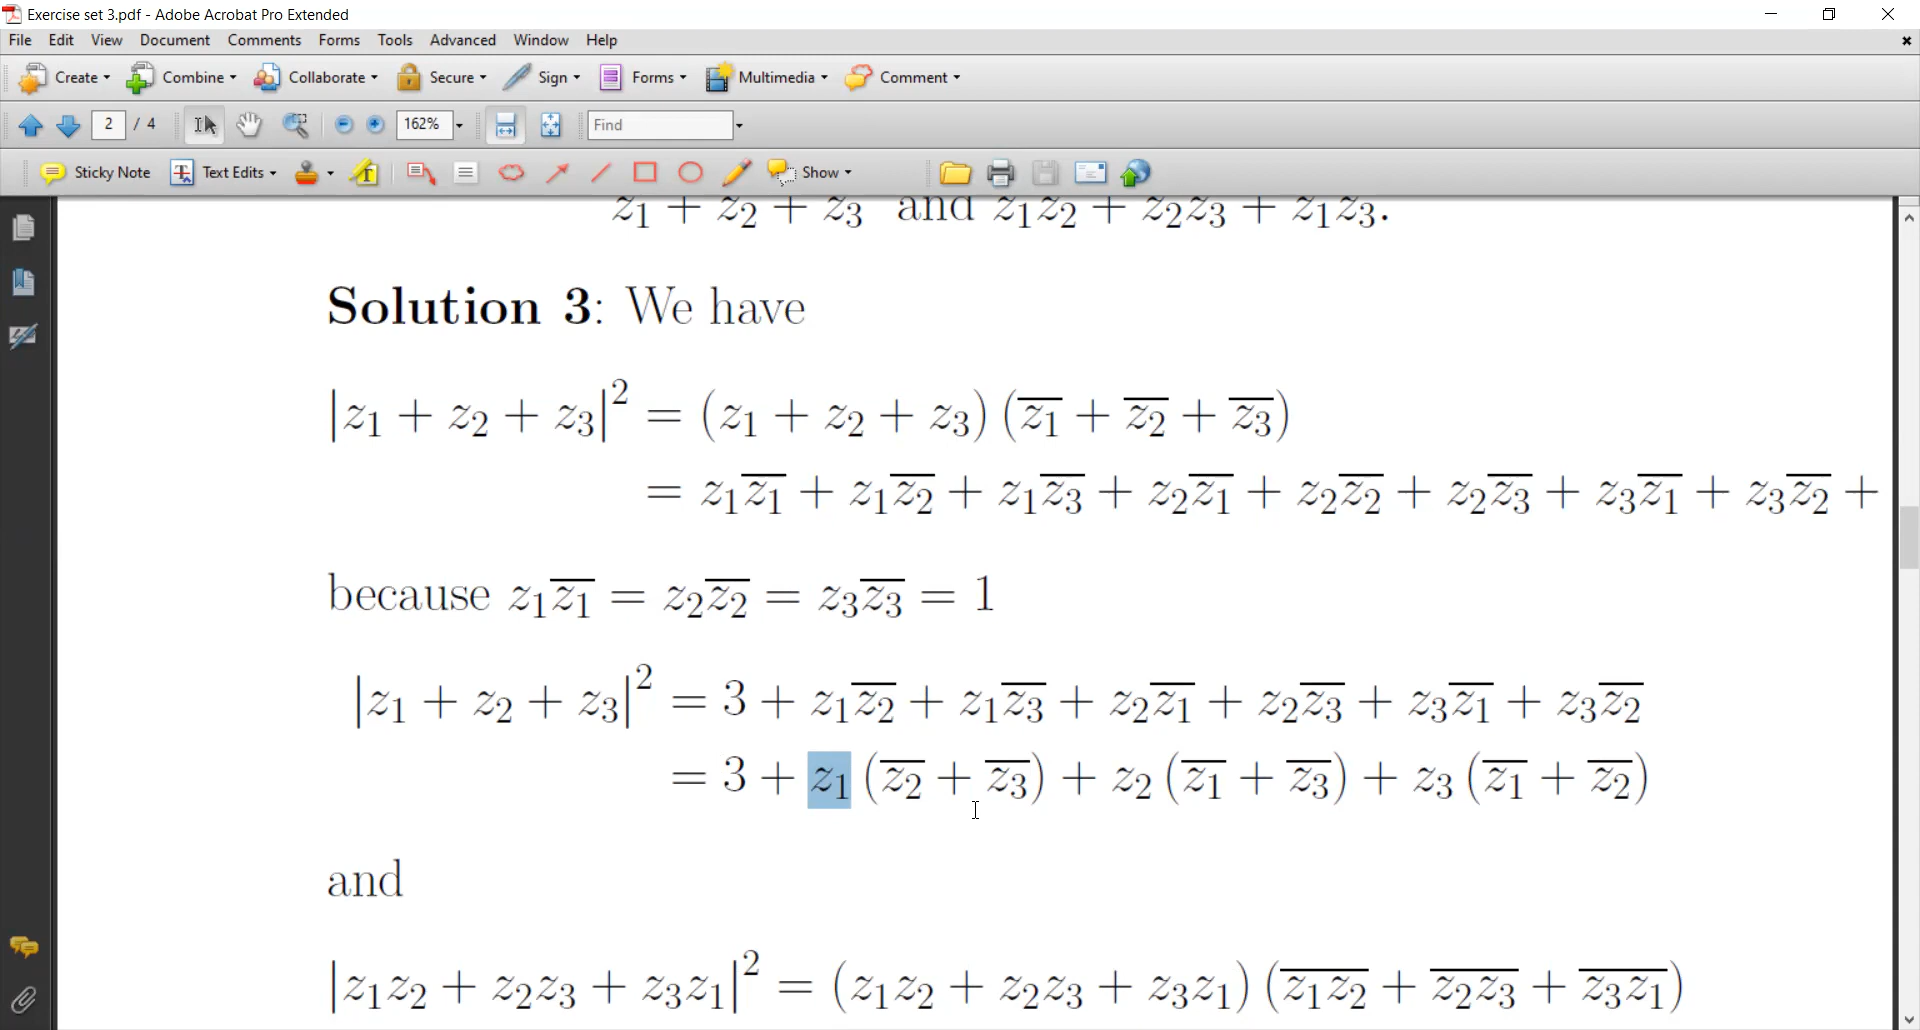 Exercise set 3.pdf - Adobe Acrobat Pro Extended
File Edit View Document Comments Forms Tools Advanced Window Help
Create Combine Collaborate Secure Sign Forms Multimedia Comment
2 / 4 162% Find
Sticky Note Text Edits Show
z₁ + z₂ + z₃ and z₁z₂ + z₂z₃ + z₁z₃.
Solution 3: We have
|z₁ + z₂ + z₃|² = (z₁ + z₂ + z₃) (z̅₁ + z̅₂ + z̅₃)
= z₁z̅₁ + z₁z̅₂ + z₁z̅₃ + z₂z̅₁ + z₂z̅₂ + z₂z̅₃ + z₃z̅₁ + z₃z̅₂ +
because z₁z̅₁ = z₂z̅₂ = z₃z̅₃ = 1
|z₁ + z₂ + z₃|² = 3 + z₁z̅₂ + z₁z̅₃ + z₂z̅₁ + z₂z̅₃ + z₃z̅₁ + z₃z̅₂
= 3 + z₁ (z̅₂ + z̅₃) + z₂ (z̅₁ + z̅₃) + z₃ (z̅₁ + z̅₂)
and
|z₁z₂ + z₂z₃ + z₃z₁|² = (z₁z₂ + z₂z₃ + z₃z₁) (z̅₁z̅₂ + z̅₂z̅₃ + z̅₃z̅₁)